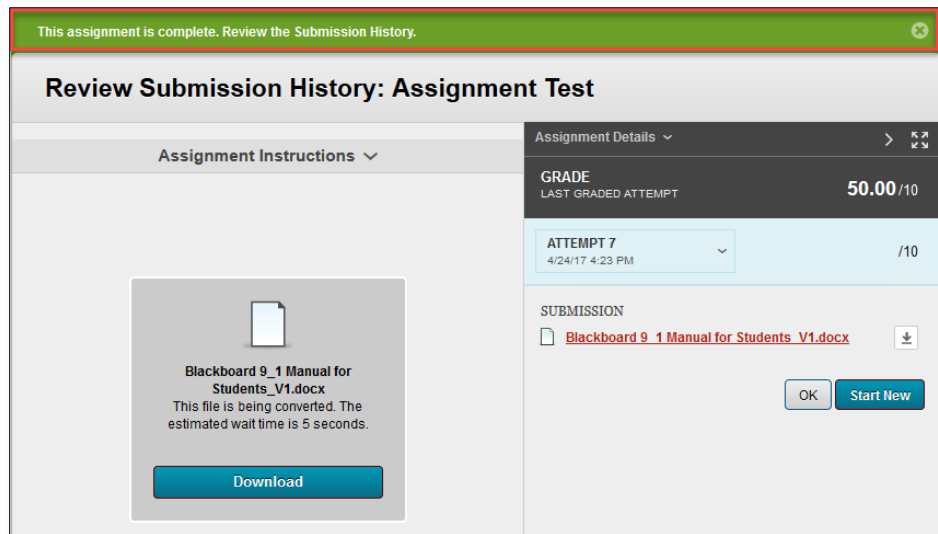 This assignment is complete. Review the Submission History.
Review Submission History: Assignment Test
Assignment Instructions
Blackboard 9_1 Manual for
Students_V1.docx
This file is being converted. The
estimated wait time is 5 seconds.
Download
Assignment Details
GRADE
LAST GRADED ATTEMPT
50.00 /10
ATTEMPT 7
4/24/17 4:23 PM
/10
SUBMISSION
Blackboard 9_1 Manual for Students_V1.docx
OK
Start New